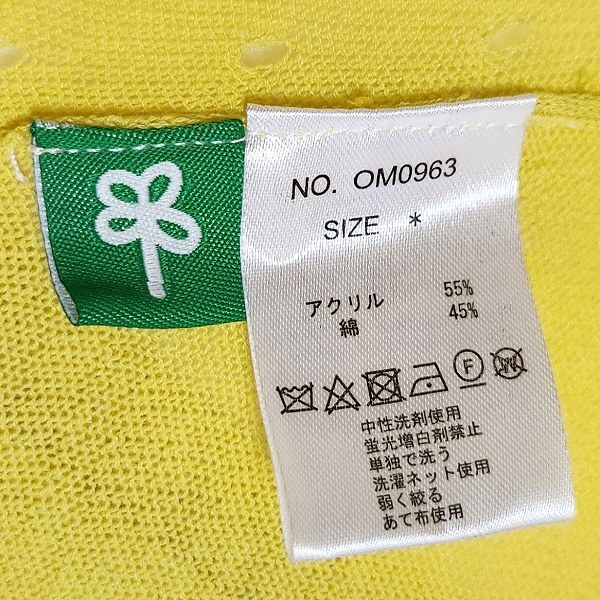 NO. OM0963
SIZE *
アクリル 55%
綿 45%
F W
中性洗剤使用
蛍光増白剤禁止
単独で洗う
洗濯ネット使用
弱く絞る
あて布使用